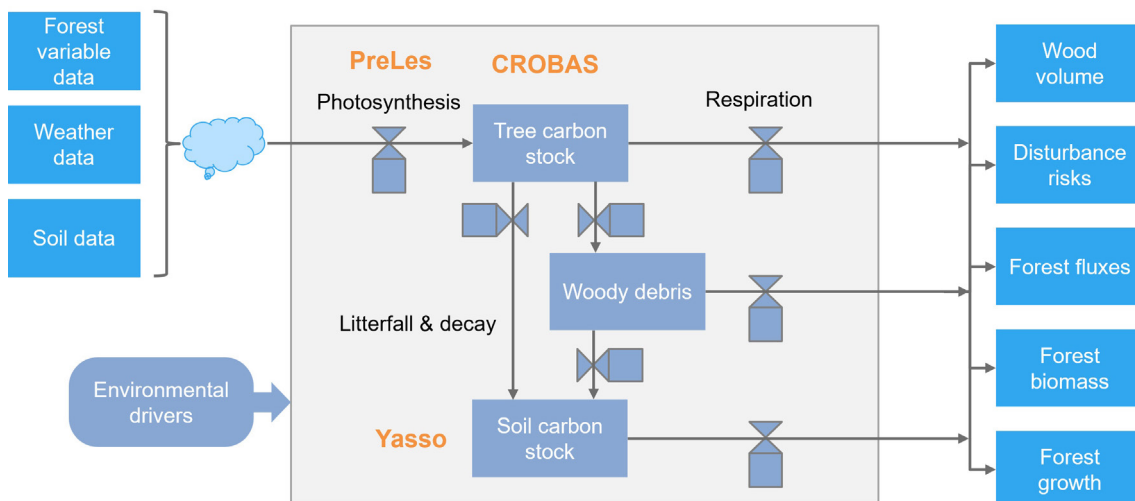 Forest
variable
data
Weather
data
Soil data
Environmental
drivers
PreLes
CROBAS
Photosynthesis
Respiration
Tree carbon
stock
Woody debris
Litterfall & decay
Yasso
Soil carbon
stock
Wood
volume
Disturbance
risks
Forest fluxes
Forest
biomass
Forest
growth